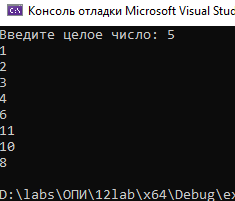 Консоль отладки Microsoft Visual Stud
Введите целое число: 5
1
2
3
4
6
11
10
8
D:\labs\ОПИ\12lab\x64\Debug\ex